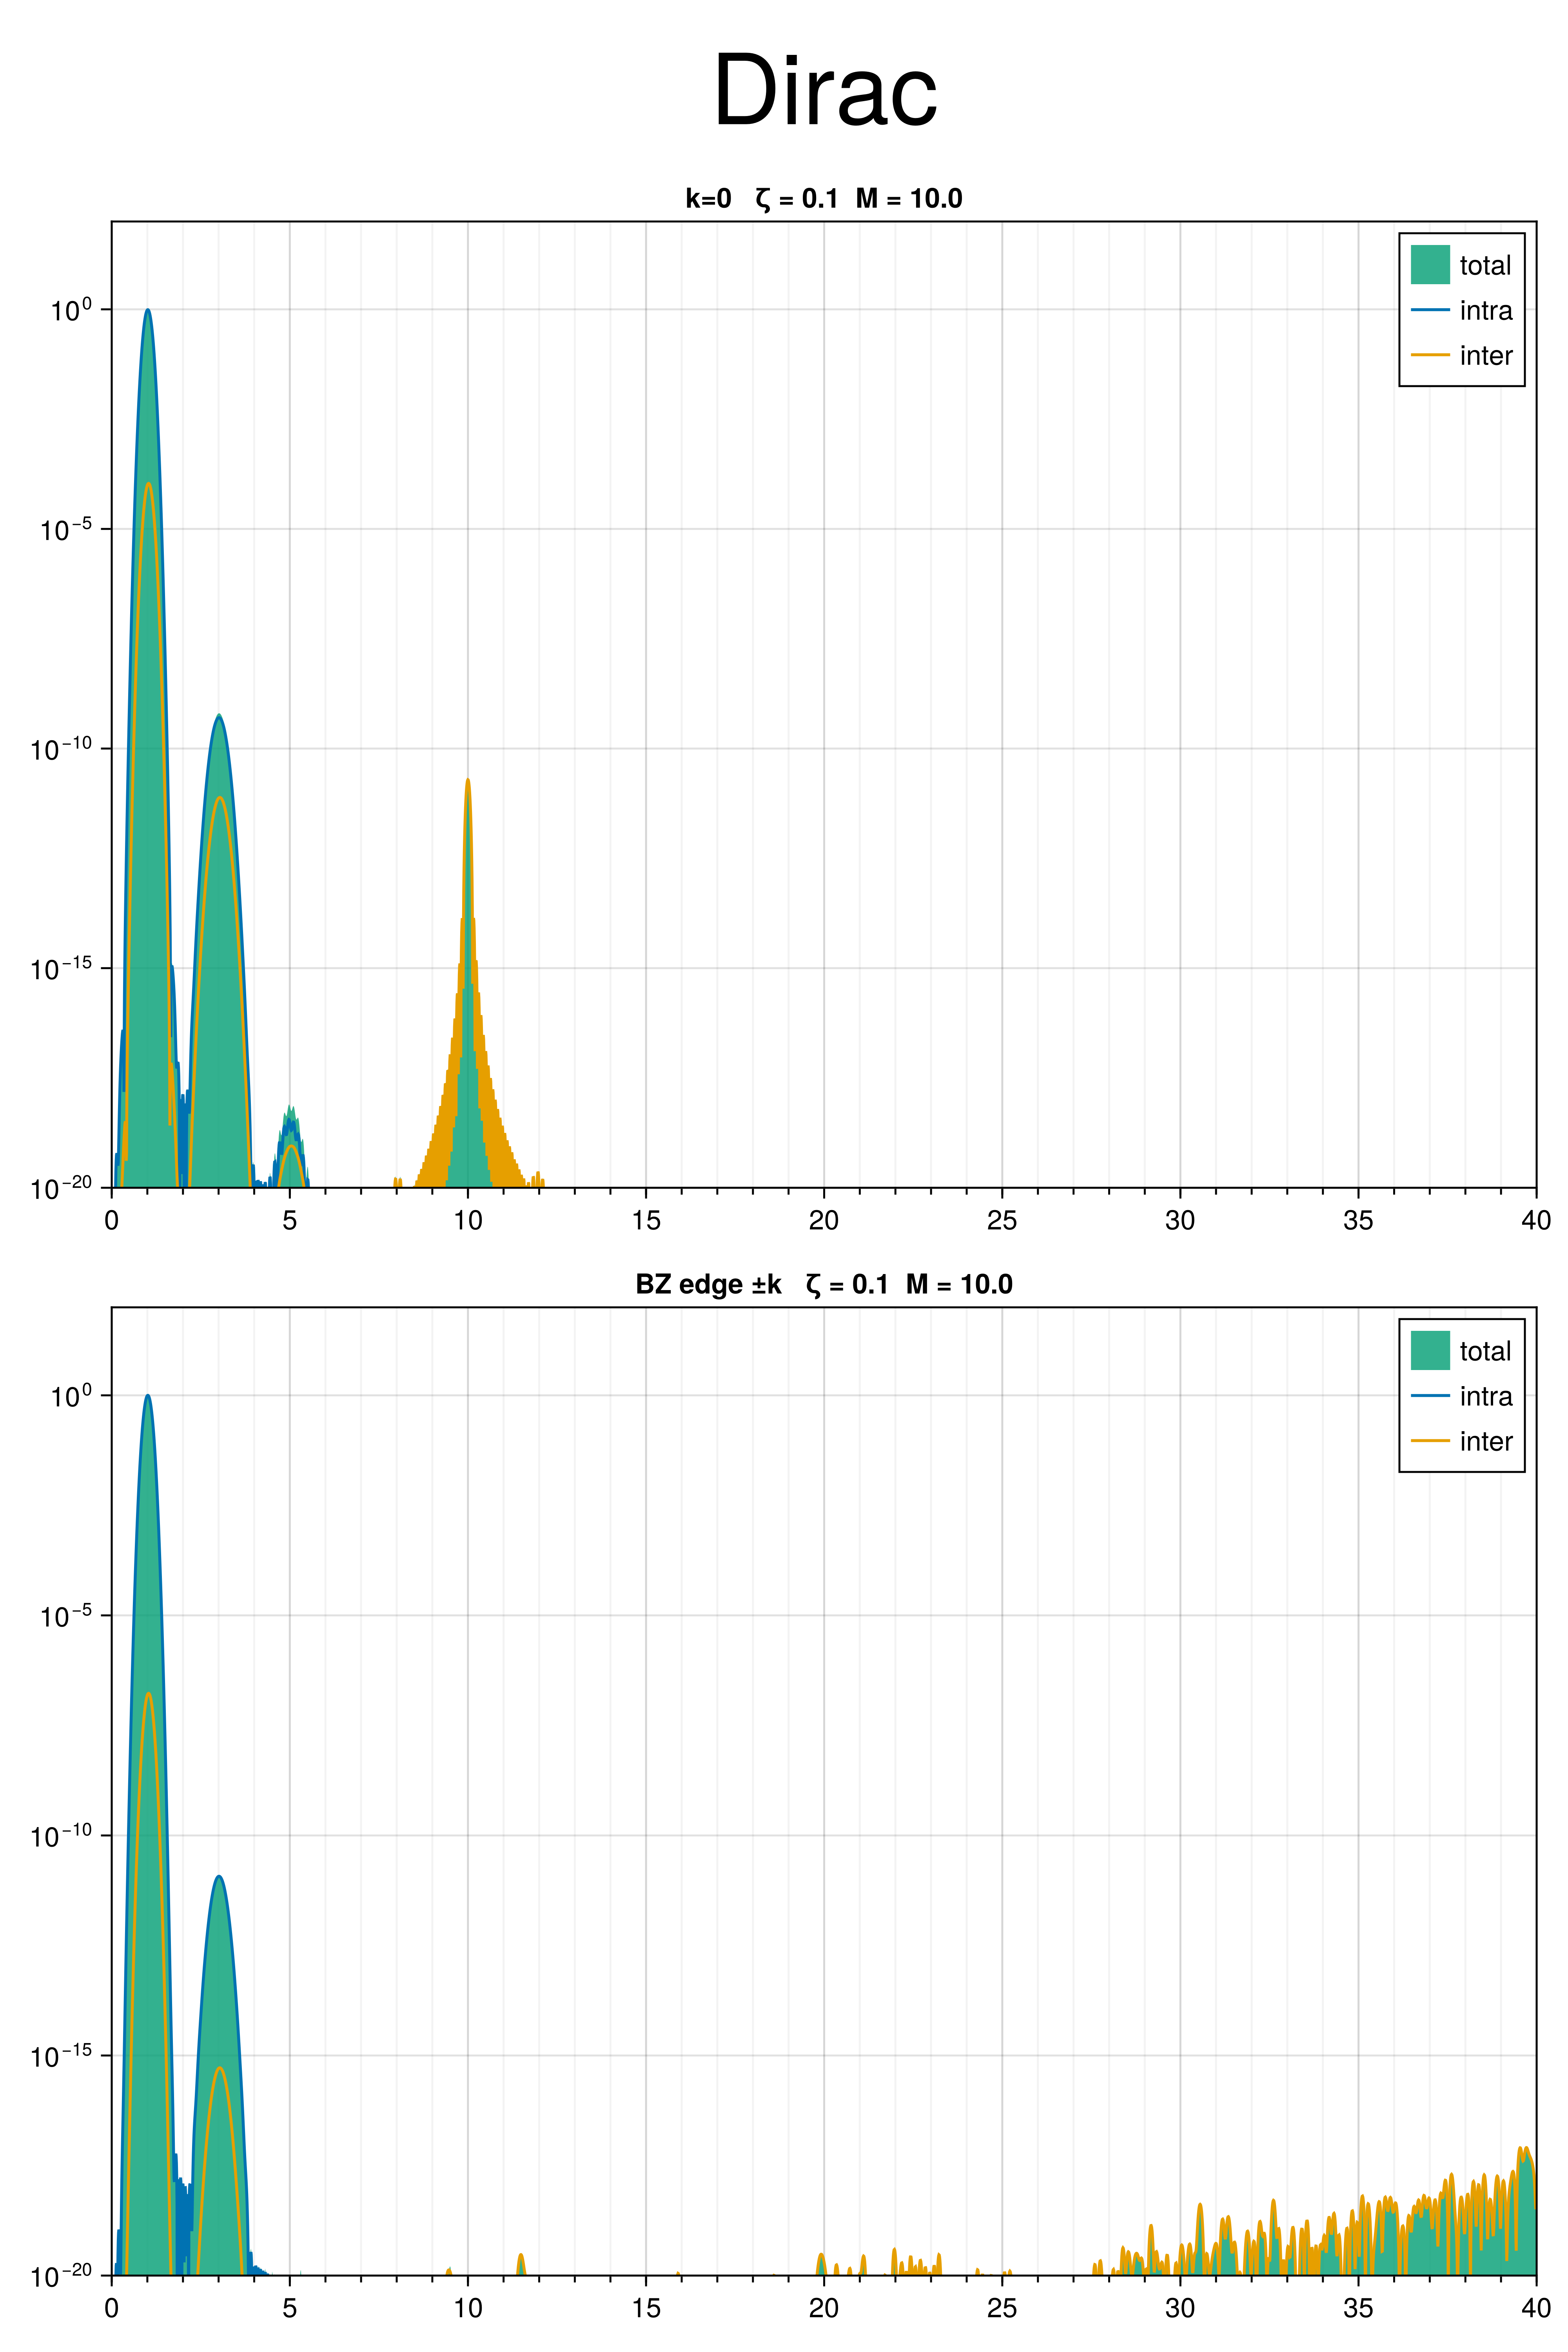 Dirac
k=0 ζ = 0.1 M = 10.0
total
intra
inter
10⁰
10⁻⁵
10⁻¹⁰
10⁻¹⁵
10⁻²⁰
0 5 10 15 20 25 30 35 40
BZ edge ±k ζ = 0.1 M = 10.0
total
intra
inter
10⁰
10⁻⁵
10⁻¹⁰
10⁻¹⁵
10⁻²⁰
0 5 10 15 20 25 30 35 40